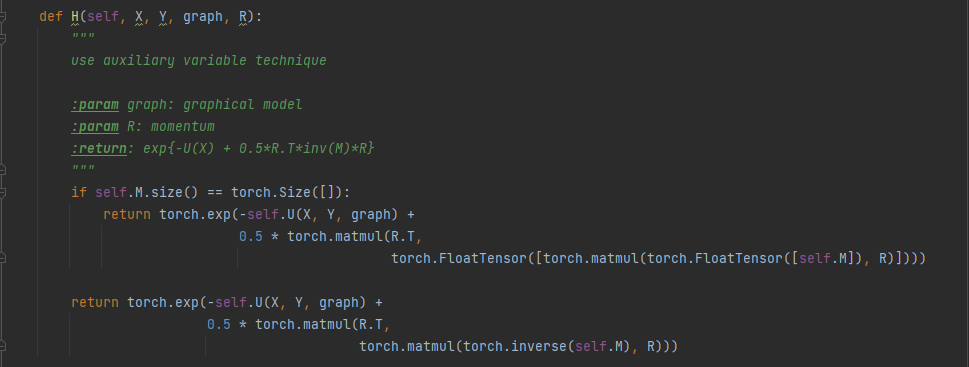 def H(self, X, Y, graph, R):
"""
use auxiliary variable technique
:param graph: graphical model
:param R: momentum
:return: exp{-U(X) + 0.5*R.T*inv(M)*R}
"""
if self.M.size() == torch.Size([]):
return torch.exp(-self.U(X, Y, graph) +
0.5 * torch.matmul(R.T,
torch.FloatTensor([torch.matmul(torch.FloatTensor([self.M]), R)])))
return torch.exp(-self.U(X, Y, graph) +
0.5 * torch.matmul(R.T,
torch.matmul(torch.inverse(self.M), R)))